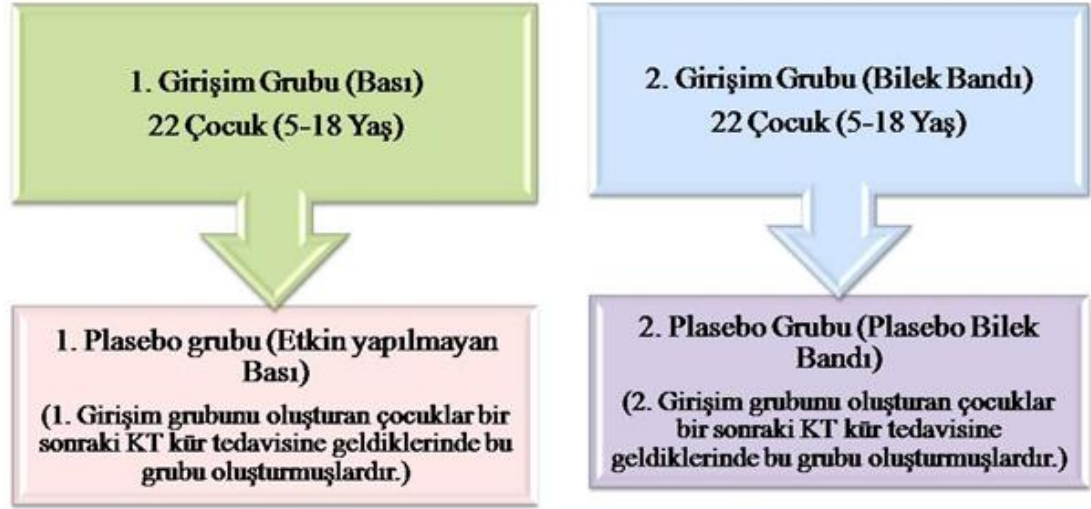 1. Girişim Grubu (Bası)
22 Çocuk (5-18 Yaş)
1. Plasebo grubu (Etkin yapılmayan
Bası)
(1. Girişim grubunu oluşturan çocuklar bir
sonraki KT kür tedavisine geldiklerinde bu
grubu oluşturmuşlardır.)
2. Girişim Grubu (Bilek Bandı)
22 Çocuk (5-18 Yaş)
2. Plasebo Grubu (Plasebo Bilek
Bandı)
(2. Girişim grubunu oluşturan çocuklar
bir sonraki KT kür tedavisine
geldiklerinde bu grubu oluşturmuşlardır.)